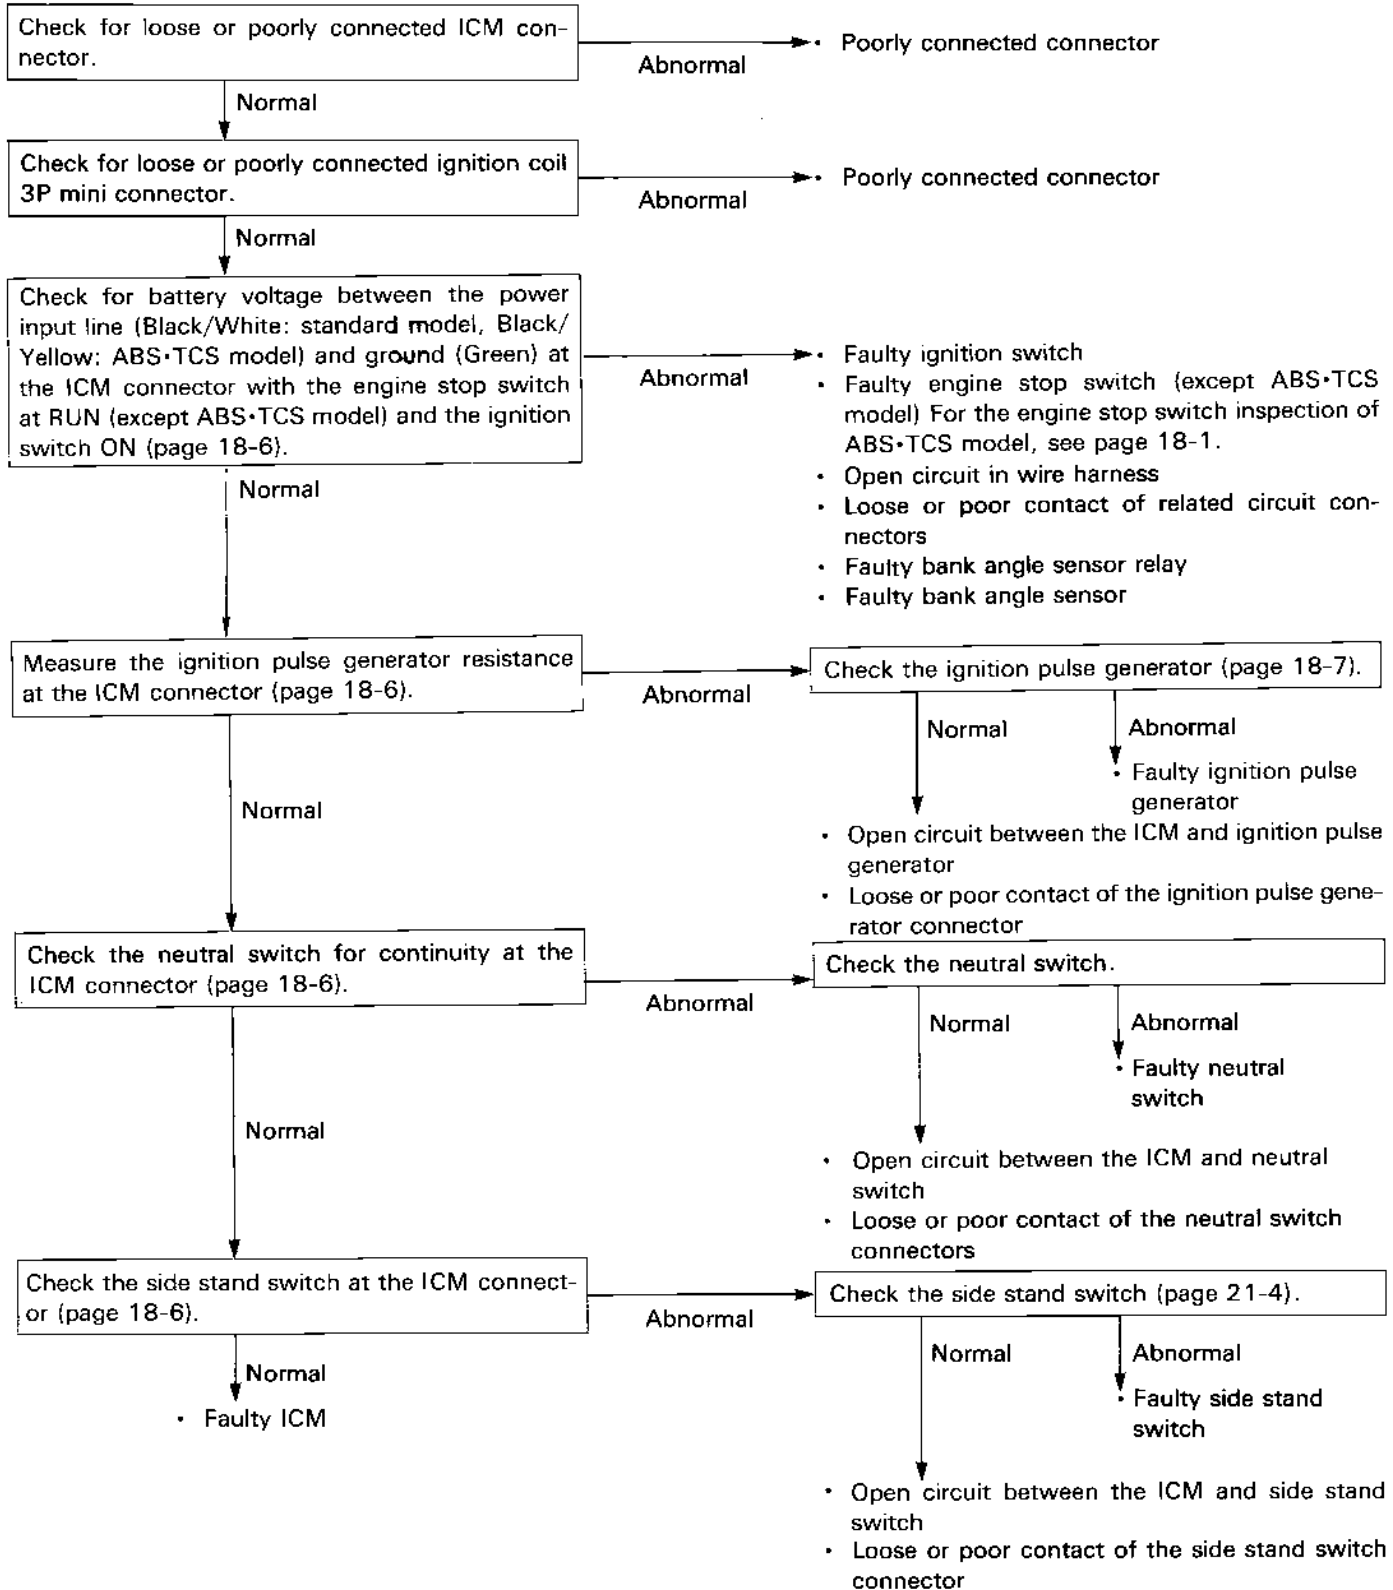 Check for loose or poorly connected ICM con-
nector.
Abnormal
• Poorly connected connector
Normal
Check for loose or poorly connected ignition coil
3P mini connector.
Abnormal
• Poorly connected connector
Normal
Check for battery voltage between the power
input line (Black/White: standard model, Black/
Yellow: ABS•TCS model) and ground (Green) at
the ICM connector with the engine stop switch
at RUN (except ABS•TCS model) and the ignition
switch ON (page 18-6).
Abnormal
• Faulty ignition switch
• Faulty engine stop switch (except ABS•TCS
model) For the engine stop switch inspection of
ABS•TCS model, see page 18-1.
• Open circuit in wire harness
• Loose or poor contact of related circuit con-
nectors
• Faulty bank angle sensor relay
• Faulty bank angle sensor
Normal
Measure the ignition pulse generator resistance
at the ICM connector (page 18-6).
Abnormal
Check the ignition pulse generator (page 18-7).
Normal
Abnormal
• Faulty ignition pulse
generator
• Open circuit between the ICM and ignition pulse
generator
• Loose or poor contact of the ignition pulse gene-
rator connector
Normal
Check the neutral switch for continuity at the
ICM connector (page 18-6).
Abnormal
Check the neutral switch.
Normal
Abnormal
• Faulty neutral
switch
• Open circuit between the ICM and neutral
switch
• Loose or poor contact of the neutral switch
connectors
Normal
Check the side stand switch at the ICM connect-
or (page 18-6).
Abnormal
Check the side stand switch (page 21-4).
Normal
Abnormal
• Faulty side stand
switch
• Open circuit between the ICM and side stand
switch
• Loose or poor contact of the side stand switch
connector
Normal
• Faulty ICM